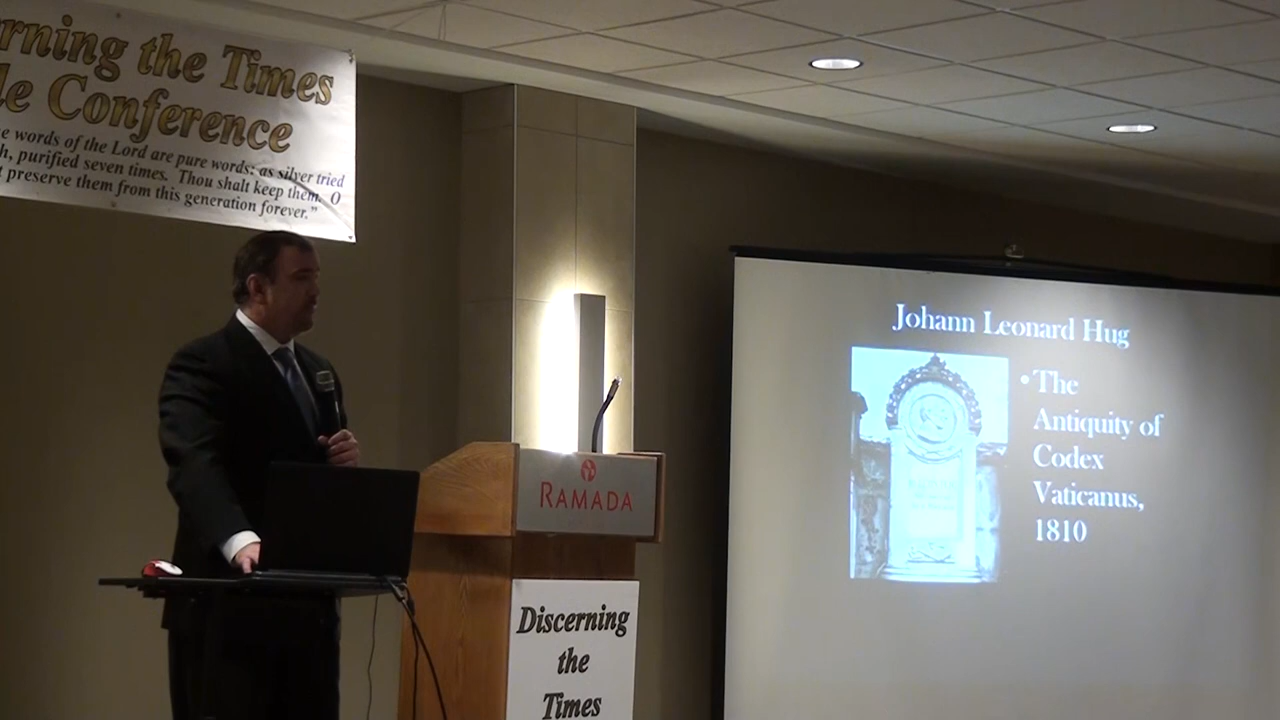 rning the Times
le Conference
e words of the Lord are pure words: as silver tried
h, purified seven times. Thou shalt keep them, O
t preserve them from this generation forever.”
RAMADA
Discerning
the
Times
Johann Leonard Hug
• The
Antiquity of
Codex
Vaticanus,
1810